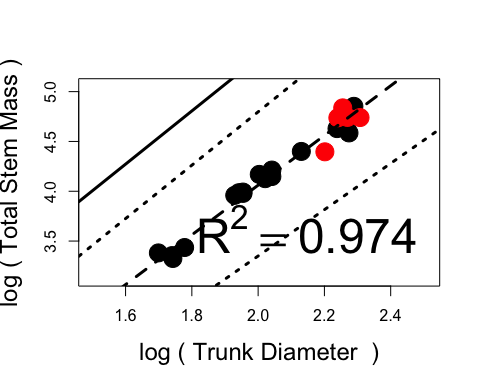 log ( Total Stem Mass )
5.0
4.5
4.0
3.5
R² = 0.974
1.6 1.8 2.0 2.2 2.4
log ( Trunk Diameter )